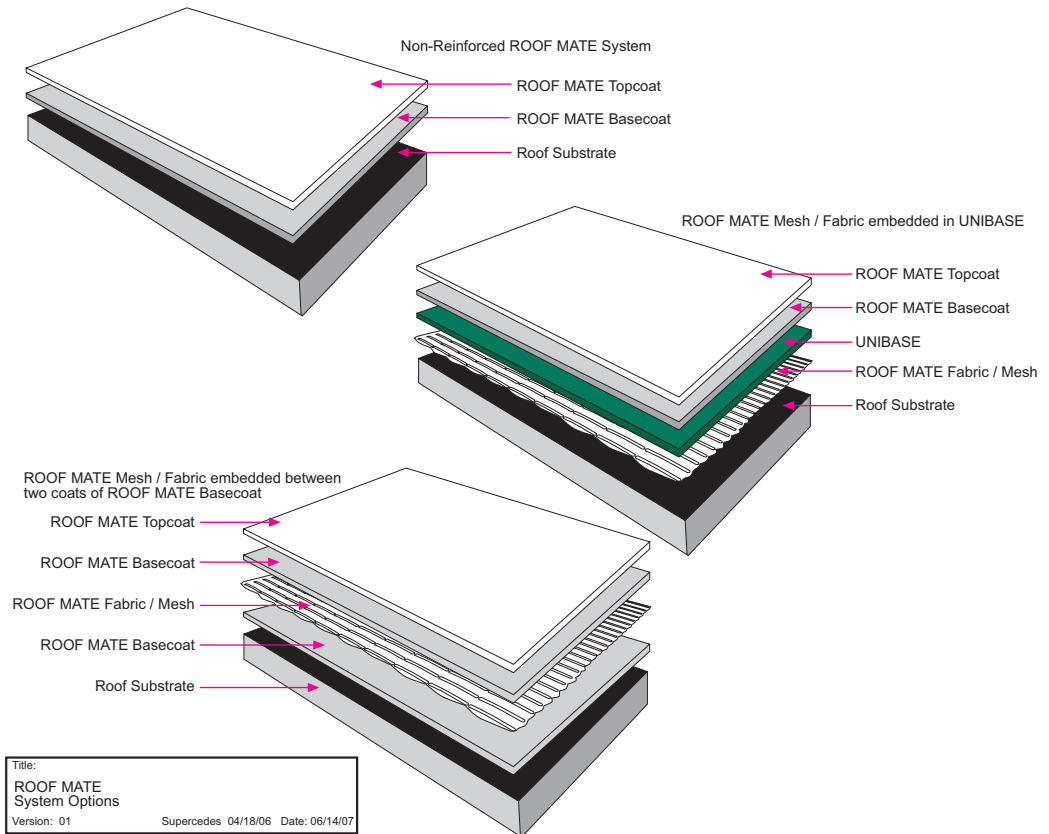 Non-Reinforced ROOF MATE System
ROOF MATE Topcoat
ROOF MATE Basecoat
Roof Substrate
ROOF MATE Mesh / Fabric embedded in UNIBASE
ROOF MATE Topcoat
ROOF MATE Basecoat
UNIBASE
ROOF MATE Fabric / Mesh
Roof Substrate
ROOF MATE Mesh / Fabric embedded between
two coats of ROOF MATE Basecoat
ROOF MATE Topcoat
ROOF MATE Basecoat
ROOF MATE Fabric / Mesh
ROOF MATE Basecoat
Roof Substrate
Title:
ROOF MATE
System Options
Version: 01 Supercedes 04/18/06 Date: 06/14/07